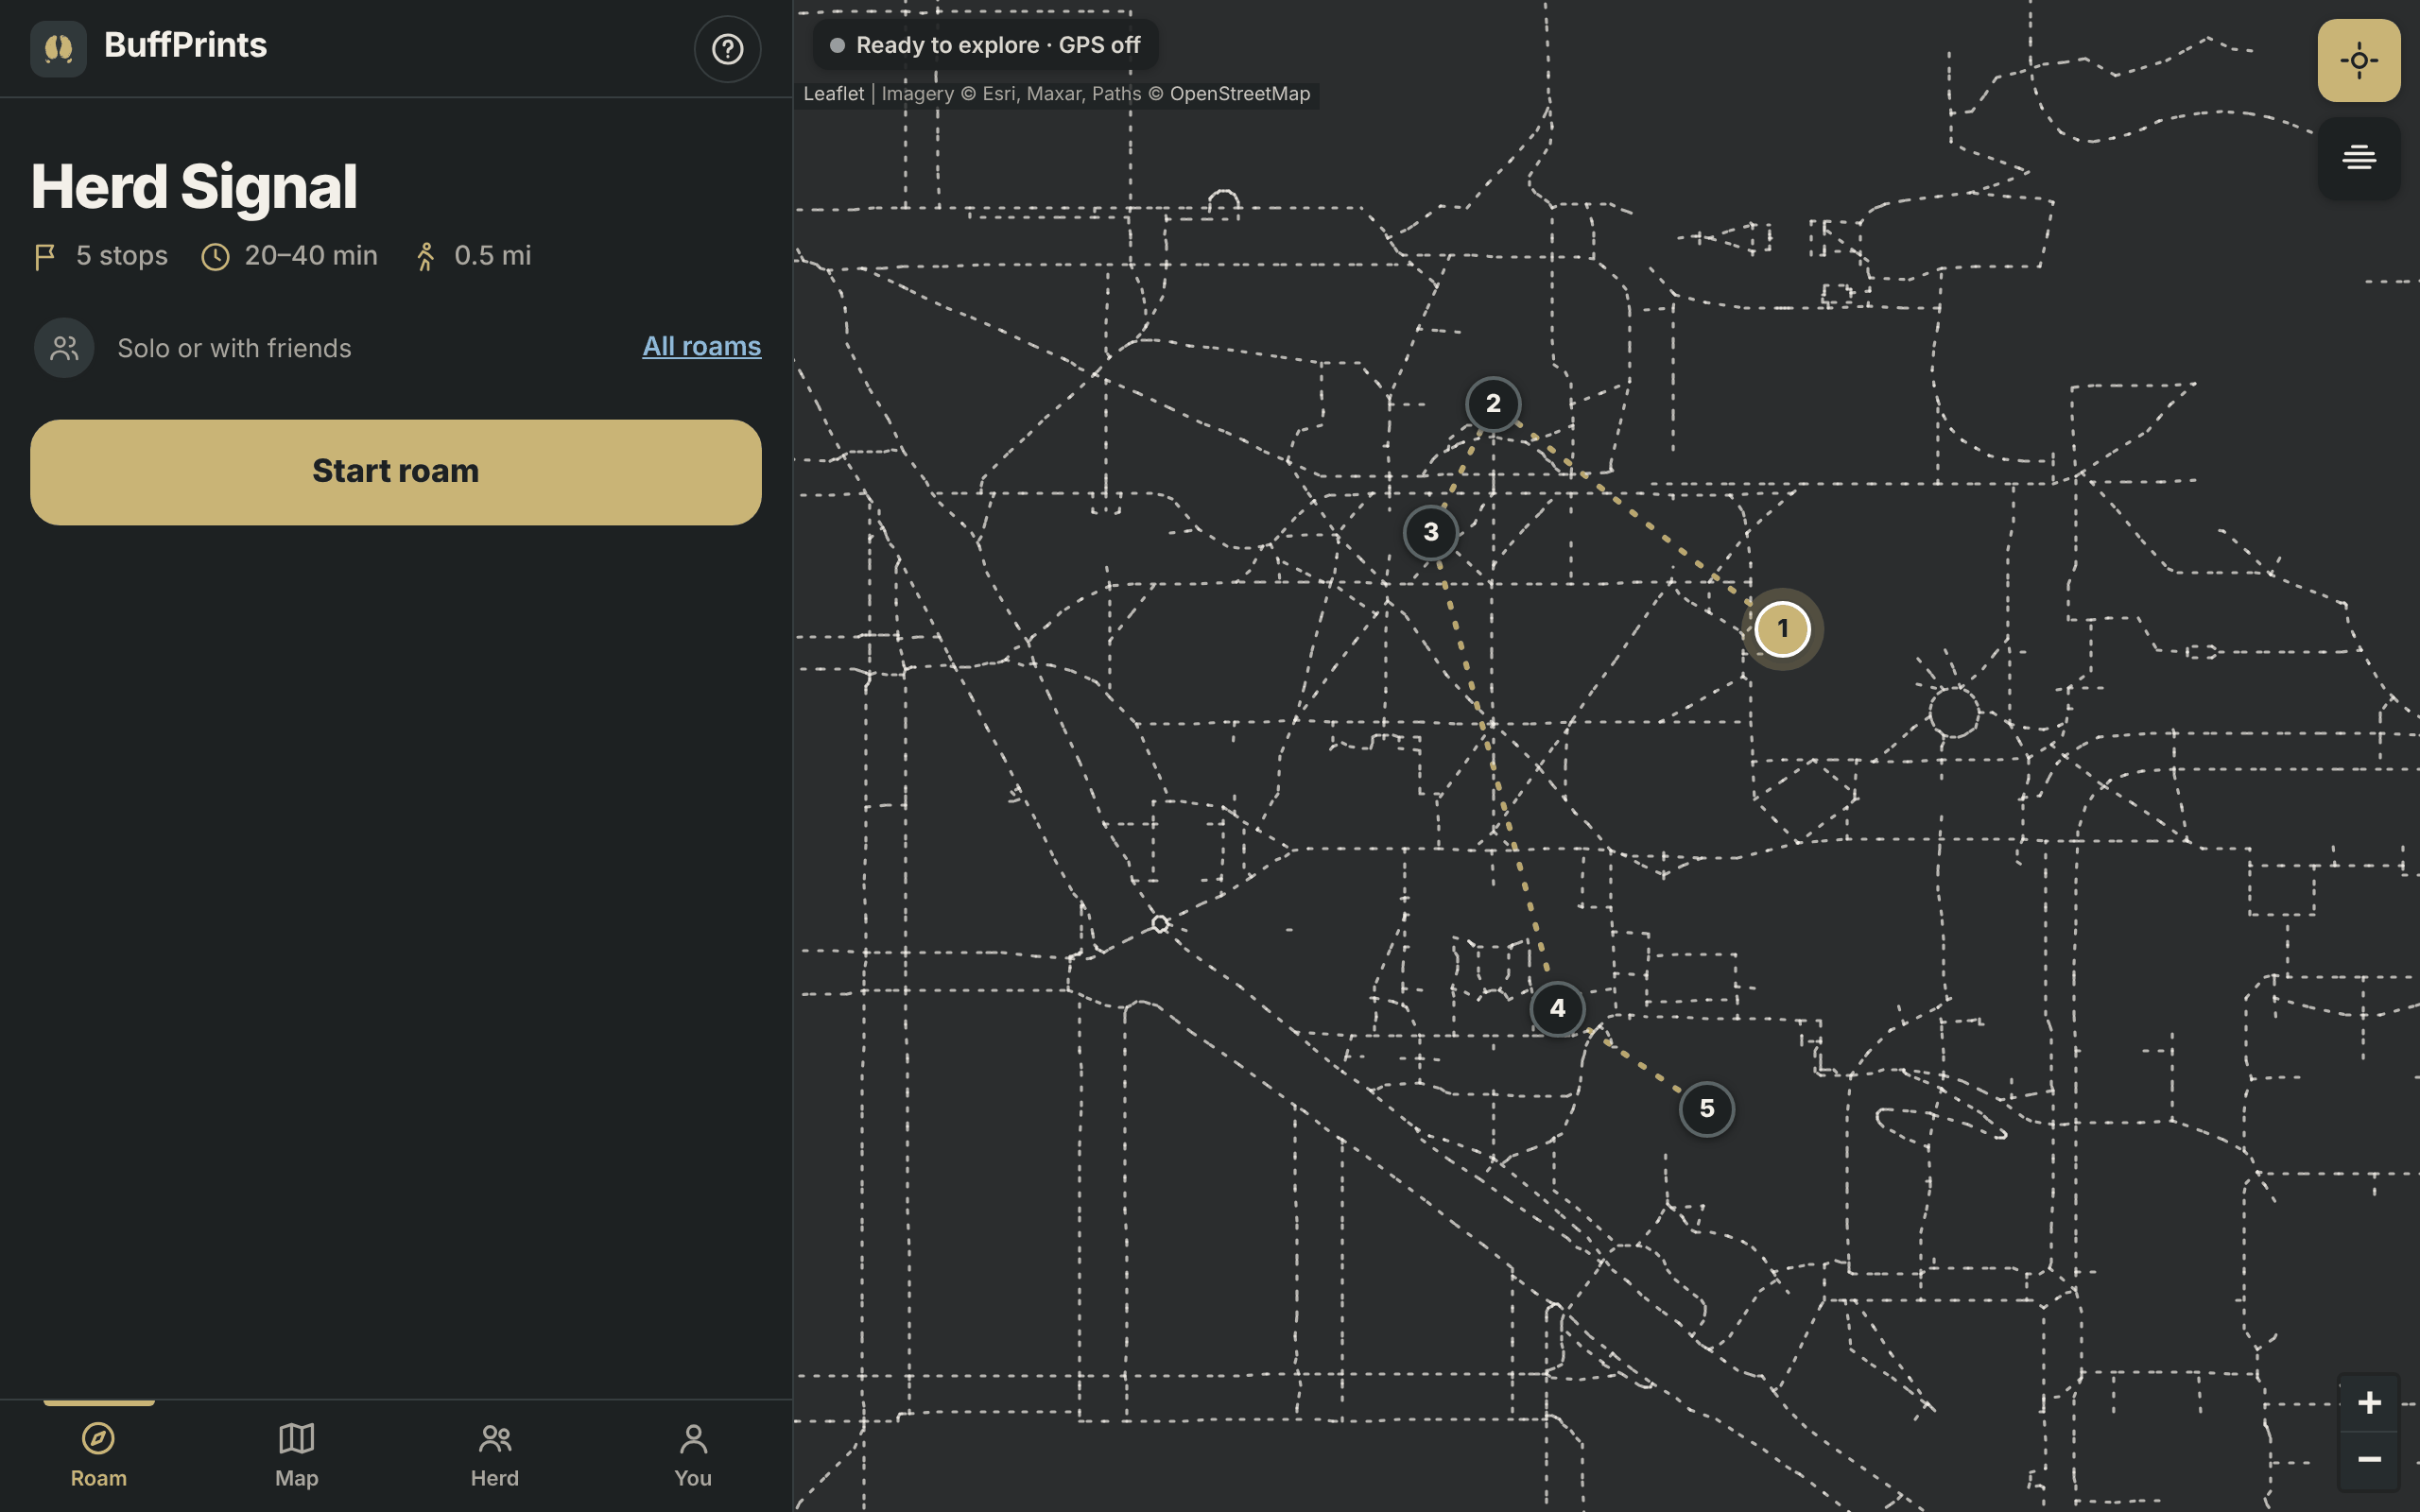 BuffPrints
Herd Signal
5 stops 20–40 min 0.5 mi
Solo or with friends All roams
Start roam
Roam Map Herd You
Ready to explore · GPS off
Leaflet | Imagery © Esri, Maxar, Paths © OpenStreetMap
2
3
1
4
5
+
−